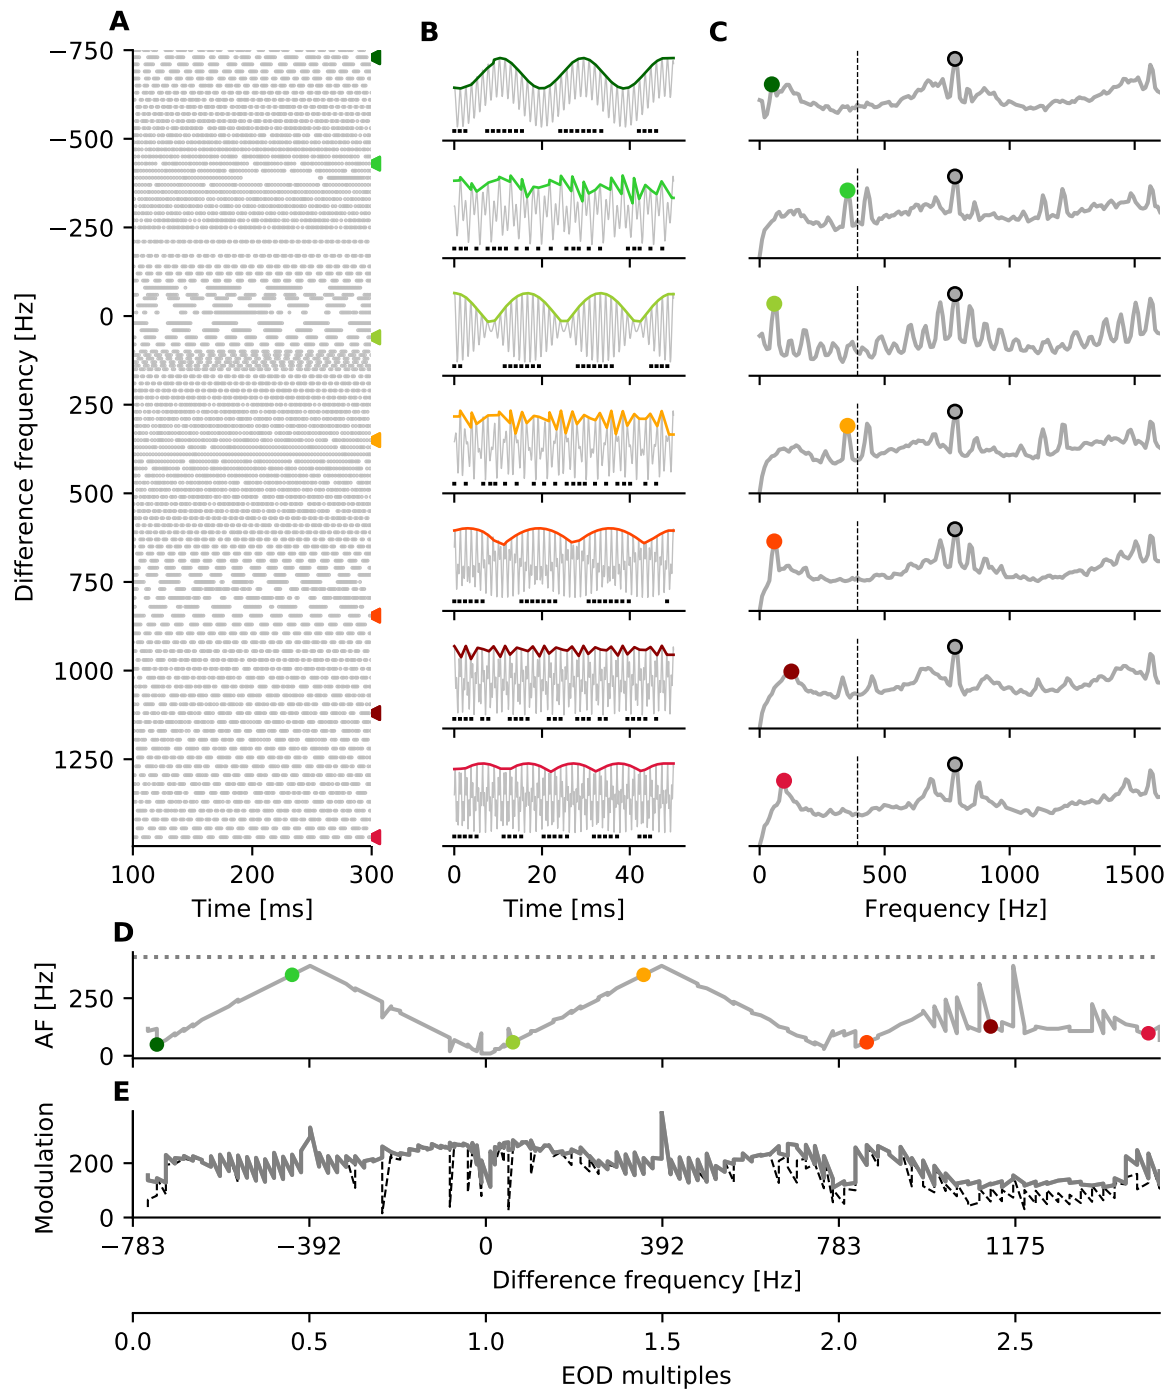 A
B
C
−750
−500
−250
0
250
500
750
1000
1250
Difference frequency [Hz]
100
200
300
Time [ms]
0
20
40
Time [ms]
0
500
1000
1500
Frequency [Hz]
D
AF [Hz]
250
0
E
Modulation
200
0
−783
−392
0
392
783
1175
Difference frequency [Hz]
0.0
0.5
1.0
1.5
2.0
2.5
EOD multiples